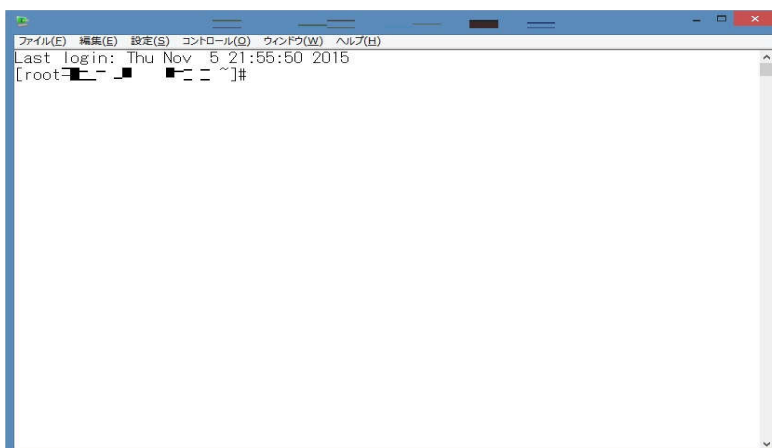 ファイル(F) 編集(E) 設定(S) コントロール(O) ウィンドウ(W) ヘルプ(H)
Last login: Thu Nov  5 21:55:50 2015
[root ~]#